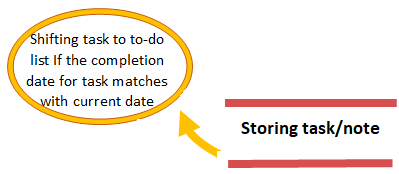 Shifting task to to-do
list If the completion
date for task matches
with current date
Storing task/note